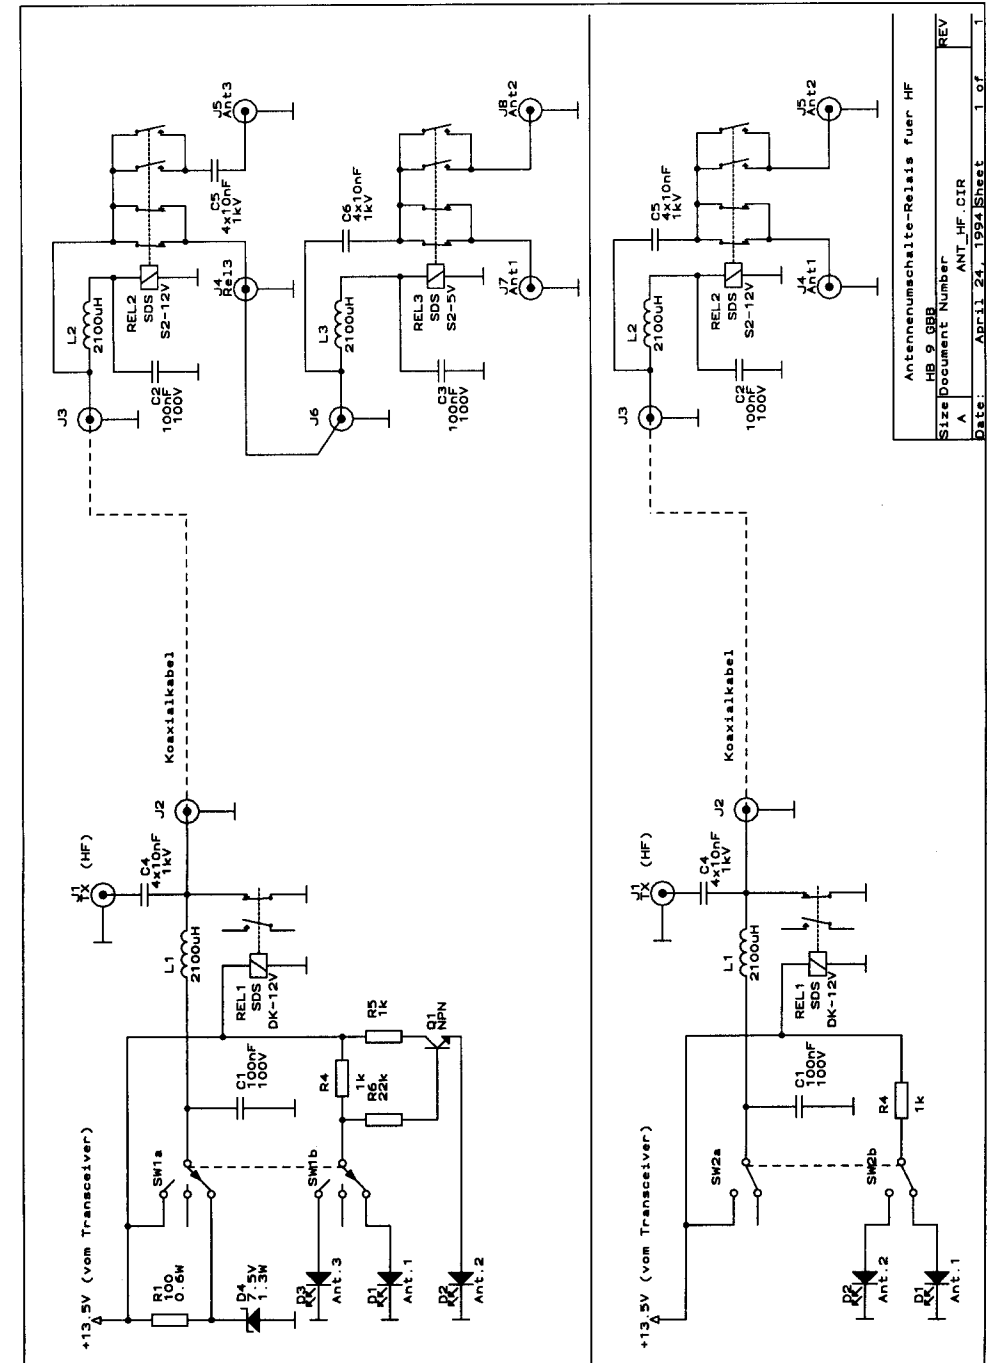 +13.5V (vom Transceiver)
R1
100
0.6W
D4
7.5V
1.3W
SW1a
SW1b
D3
Ant.3
D1
Ant.1
D2
Ant.2
C1
100nF
100V
R4
1k
R6
22k
R5
1k
Q1
NPN
REL1
SDS
DK-12V
L1
2100uH
J1
TX (HF)
C4
4x10nF
1kV
J2
Koaxialkabel
J3
L2
2100uH
C2
100nF
100V
REL2
SDS
S2-12V
C5
4x10nF
1kV
J5
Ant3
J4
Rel3
J6
L3
2100uH
C3
100nF
100V
REL3
SDS
S2-5V
C6
4x10nF
1kV
J8
Ant2
J7
Ant1
+13.5V (vom Transceiver)
SW2a
SW2b
D2
Ant.2
D1
Ant.1
C1
100nF
100V
R4
1k
REL1
SDS
DK-12V
L1
2100uH
J1
TX (HF)
C4
4x10nF
1kV
J2
Koaxialkabel
J3
L2
2100uH
C2
100nF
100V
REL2
SDS
S2-12V
C5
4x10nF
1kV
J5
Ant2
J4
Ant1
Antennenumschalte-Relais fuer HF
HB 9 GBB
Size Document Number REV
A ANT_HF.CIR
Date: April 24, 1994 Sheet 1 of 1